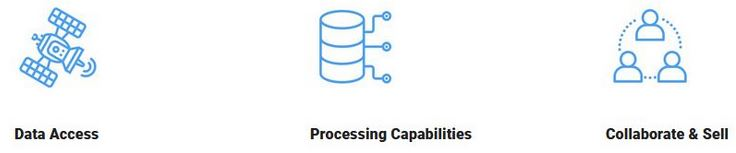 Data Access
Processing Capabilities
Collaborate & Sell